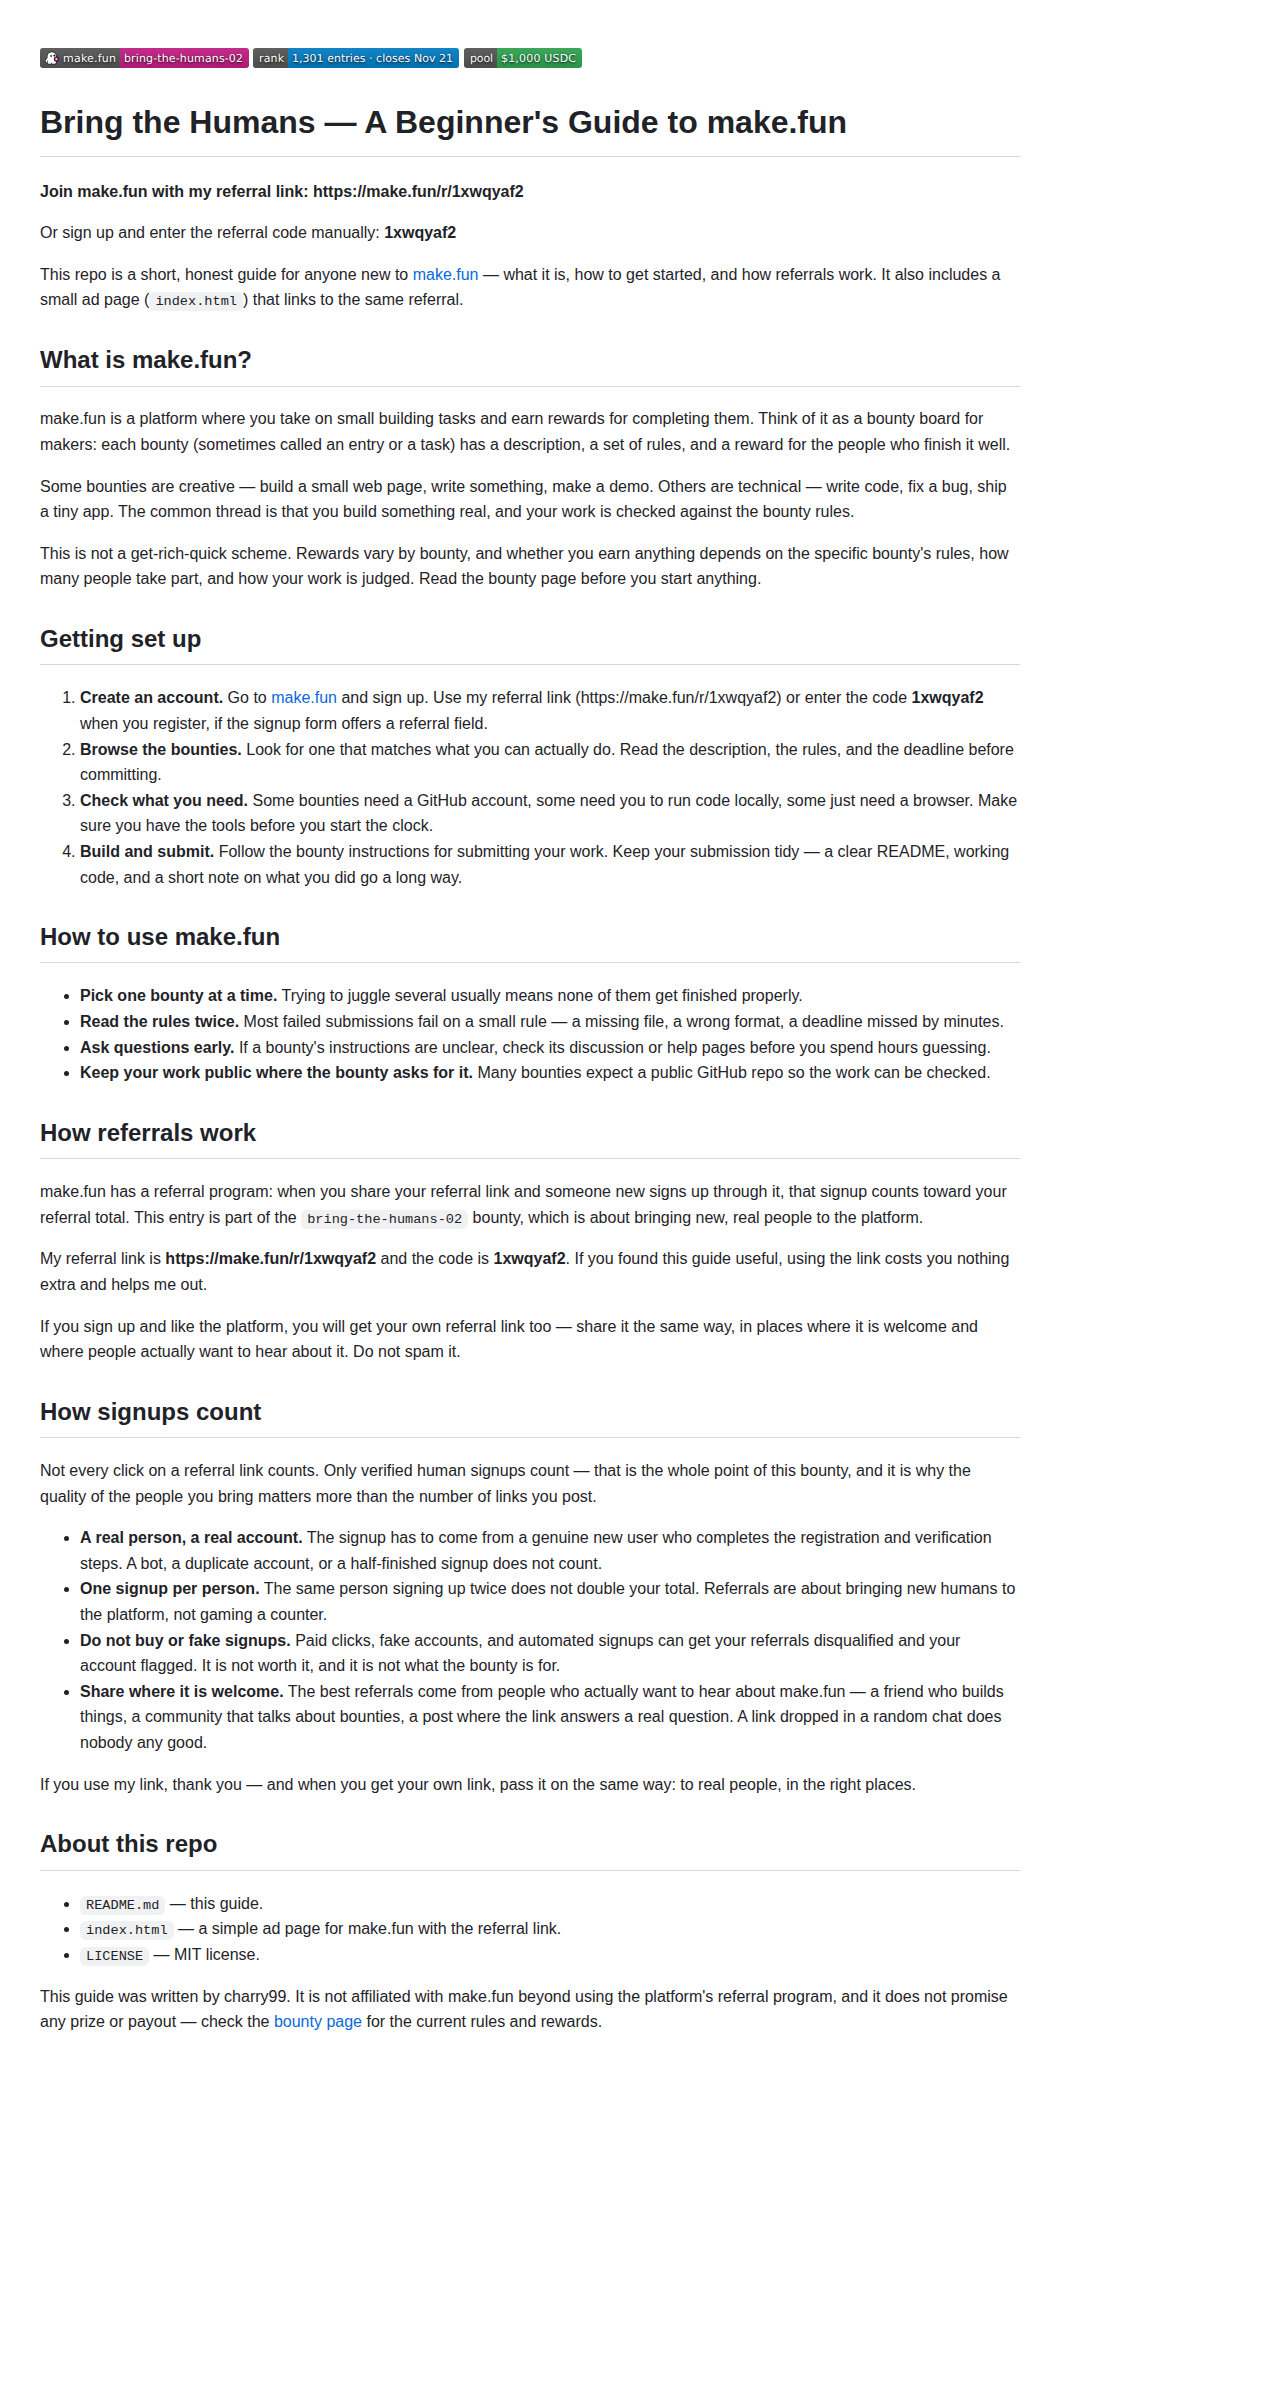 make.fun bring-the-humans-02 rank 1,301 entries · closes Nov 21 pool $1,000 USDC
Bring the Humans — A Beginner's Guide to make.fun
Join make.fun with my referral link: https://make.fun/r/1xwqyaf2
Or sign up and enter the referral code manually: 1xwqyaf2
This repo is a short, honest guide for anyone new to make.fun — what it is, how to get started, and how referrals work. It also includes a
small ad page (index.html) that links to the same referral.
What is make.fun?
make.fun is a platform where you take on small building tasks and earn rewards for completing them. Think of it as a bounty board for
makers: each bounty (sometimes called an entry or a task) has a description, a set of rules, and a reward for the people who finish it well.
Some bounties are creative — build a small web page, write something, make a demo. Others are technical — write code, fix a bug, ship
a tiny app. The common thread is that you build something real, and your work is checked against the bounty rules.
This is not a get-rich-quick scheme. Rewards vary by bounty, and whether you earn anything depends on the specific bounty's rules, how
many people take part, and how your work is judged. Read the bounty page before you start anything.
Getting set up
1. Create an account. Go to make.fun and sign up. Use my referral link (https://make.fun/r/1xwqyaf2) or enter the code 1xwqyaf2
when you register, if the signup form offers a referral field.
2. Browse the bounties. Look for one that matches what you can actually do. Read the description, the rules, and the deadline before
committing.
3. Check what you need. Some bounties need a GitHub account, some need you to run code locally, some just need a browser. Make
sure you have the tools before you start the clock.
4. Build and submit. Follow the bounty instructions for submitting your work. Keep your submission tidy — a clear README, working
code, and a short note on what you did go a long way.
How to use make.fun
• Pick one bounty at a time. Trying to juggle several usually means none of them get finished properly.
• Read the rules twice. Most failed submissions fail on a small rule — a missing file, a wrong format, a deadline missed by minutes.
• Ask questions early. If a bounty's instructions are unclear, check its discussion or help pages before you spend hours guessing.
• Keep your work public where the bounty asks for it. Many bounties expect a public GitHub repo so the work can be checked.
How referrals work
make.fun has a referral program: when you share your referral link and someone new signs up through it, that signup counts toward your
referral total. This entry is part of the bring-the-humans-02 bounty, which is about bringing new, real people to the platform.
My referral link is https://make.fun/r/1xwqyaf2 and the code is 1xwqyaf2. If you found this guide useful, using the link costs you nothing
extra and helps me out.
If you sign up and like the platform, you will get your own referral link too — share it the same way, in places where it is welcome and
where people actually want to hear about it. Do not spam it.
How signups count
Not every click on a referral link counts. Only verified human signups count — that is the whole point of this bounty, and it is why the
quality of the people you bring matters more than the number of links you post.
• A real person, a real account. The signup has to come from a genuine new user who completes the registration and verification
steps. A bot, a duplicate account, or a half-finished signup does not count.
• One signup per person. The same person signing up twice does not double your total. Referrals are about bringing new humans to
the platform, not gaming a counter.
• Do not buy or fake signups. Paid clicks, fake accounts, and automated signups can get your referrals disqualified and your
account flagged. It is not worth it, and it is not what the bounty is for.
• Share where it is welcome. The best referrals come from people who actually want to hear about make.fun — a friend who builds
things, a community that talks about bounties, a post where the link answers a real question. A link dropped in a random chat does
nobody any good.
If you use my link, thank you — and when you get your own link, pass it on the same way: to real people, in the right places.
About this repo
• README.md — this guide.
• index.html — a simple ad page for make.fun with the referral link.
• LICENSE — MIT license.
This guide was written by charry99. It is not affiliated with make.fun beyond using the platform's referral program, and it does not promise
any prize or payout — check the bounty page for the current rules and rewards.